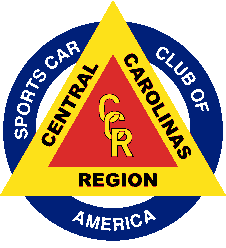 SPORTS CAR
CLUB OF
AMERICA
CENTRAL
CAROLINAS
REGION
CCR